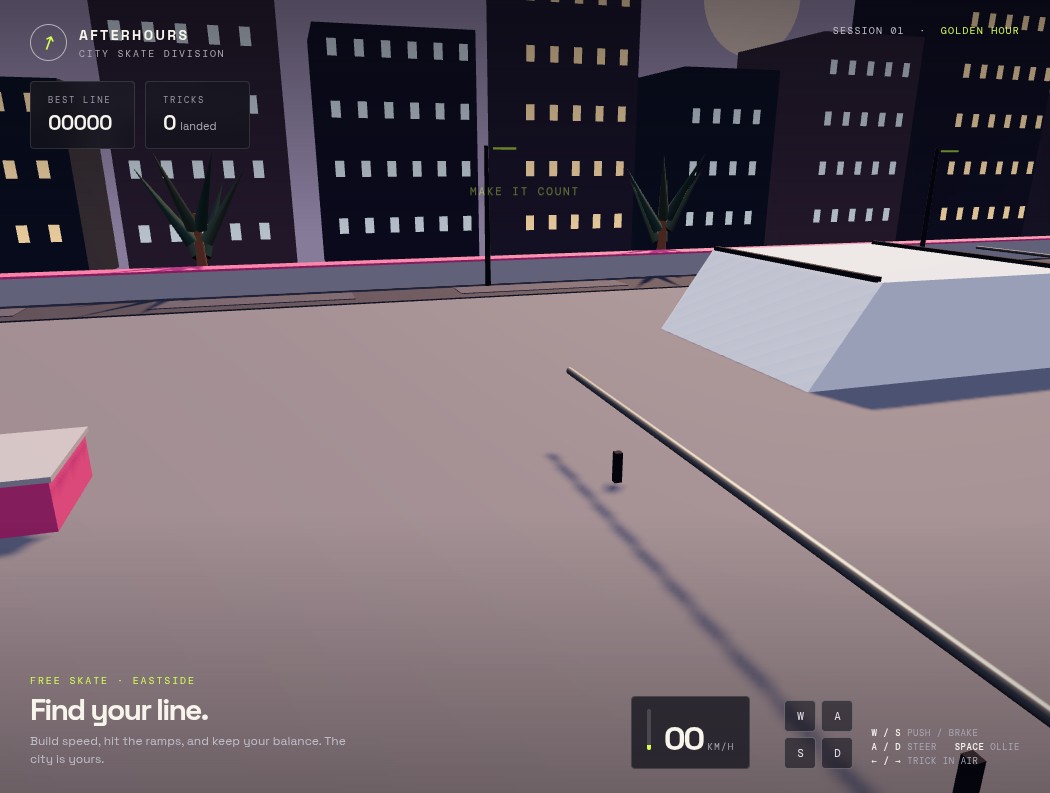 ↗ AFTERHOURS
CITY SKATE DIVISION
SESSION 01 · GOLDEN HOUR
BEST LINE
00000
TRICKS
0 landed
MAKE IT COUNT
FREE SKATE · EASTSIDE
Find your line.
Build speed, hit the ramps, and keep your balance. The
city is yours.
00 KM/H
W A
S D
W / S PUSH / BRAKE
A / D STEER SPACE OLLIE
← / → TRICK IN AIR